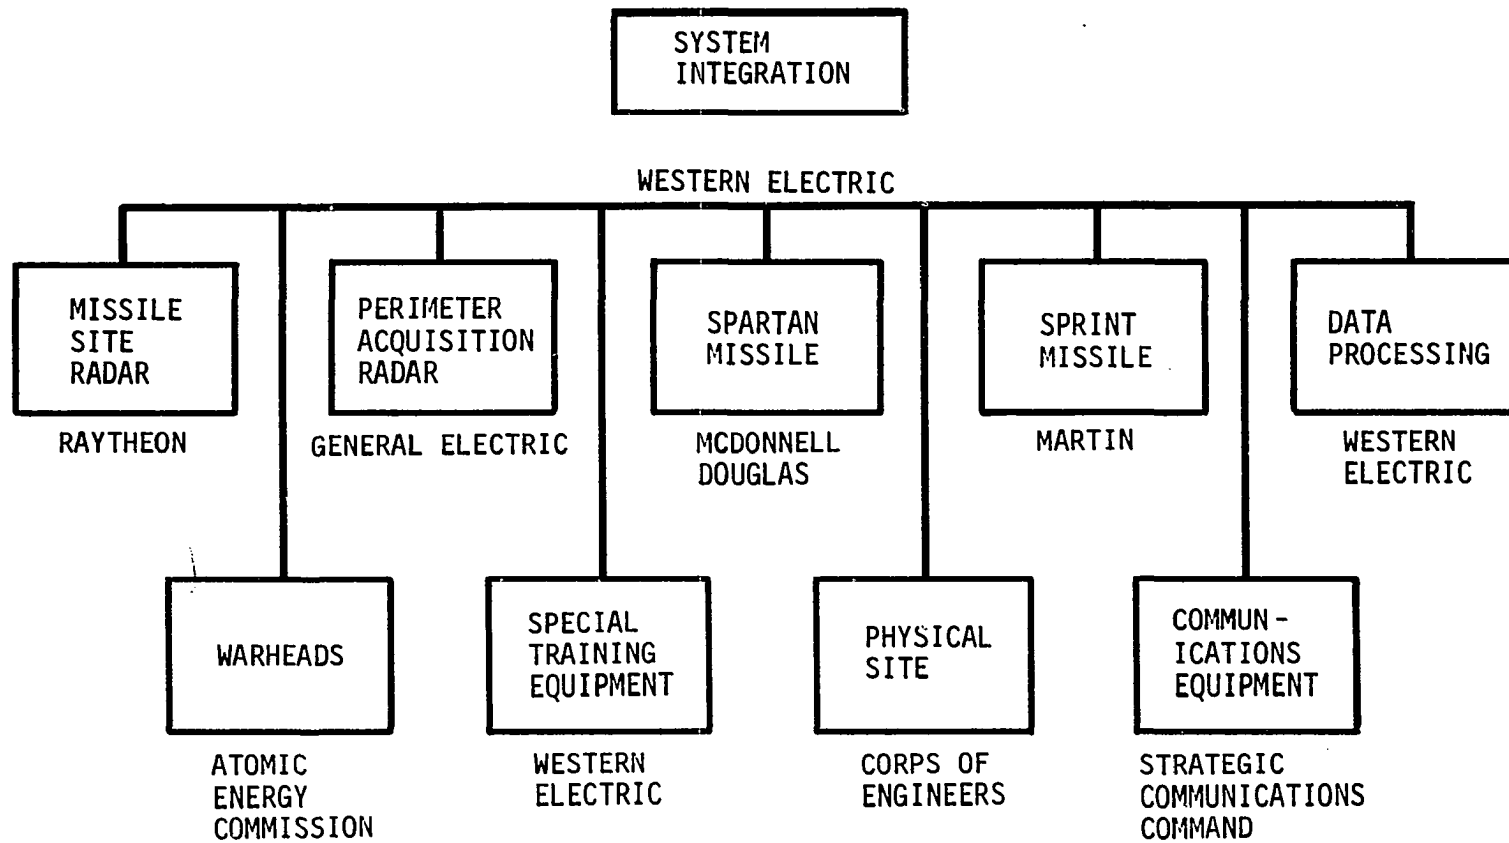 SYSTEM
INTEGRATION
WESTERN ELECTRIC
MISSILE
SITE
RADAR
RAYTHEON
PERIMETER
ACQUISITION
RADAR
GENERAL ELECTRIC
SPARTAN
MISSILE
MCDONNELL
DOUGLAS
SPRINT
MISSILE
MARTIN
DATA
PROCESSING
WESTERN
ELECTRIC
WARHEADS
ATOMIC
ENERGY
COMMISSION
SPECIAL
TRAINING
EQUIPMENT
WESTERN
ELECTRIC
PHYSICAL
SITE
CORPS OF
ENGINEERS
COMMUN-
ICATIONS
EQUIPMENT
STRATEGIC
COMMUNICATIONS
COMMAND